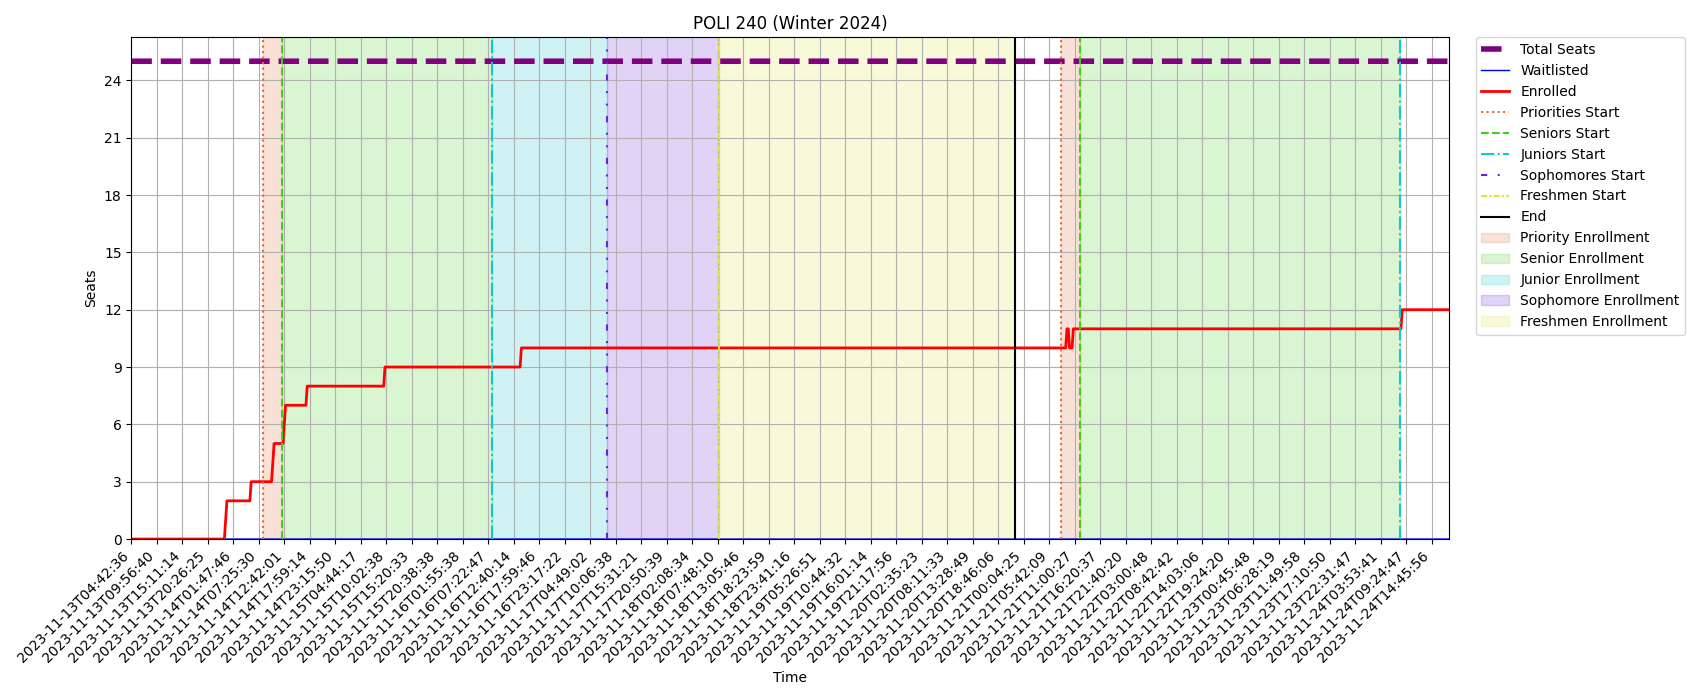 POLI 240 (Winter 2024)
Seats
24
21
18
15
12
9
6
3
0
2023-11-13T04:42:36
2023-11-13T09:56:40
2023-11-13T15:11:14
2023-11-13T20:26:25
2023-11-14T01:47:46
2023-11-14T07:25:30
2023-11-14T12:42:01
2023-11-14T17:59:14
2023-11-14T23:15:50
2023-11-15T04:44:17
2023-11-15T10:02:38
2023-11-15T15:20:33
2023-11-15T20:38:38
2023-11-16T01:55:38
2023-11-16T07:22:47
2023-11-16T12:40:14
2023-11-16T17:59:46
2023-11-16T23:17:22
2023-11-17T04:49:02
2023-11-17T10:06:38
2023-11-17T15:31:21
2023-11-17T20:50:39
2023-11-18T02:08:34
2023-11-18T07:48:10
2023-11-18T13:05:46
2023-11-18T18:23:59
2023-11-18T23:41:16
2023-11-19T05:26:51
2023-11-19T10:44:32
2023-11-19T16:01:14
2023-11-19T21:17:56
2023-11-20T02:35:23
2023-11-20T08:11:33
2023-11-20T13:28:49
2023-11-20T18:46:06
2023-11-21T00:04:25
2023-11-21T05:42:09
2023-11-21T11:00:27
2023-11-21T16:20:37
2023-11-21T21:40:20
2023-11-22T03:00:48
2023-11-22T08:42:42
2023-11-22T14:03:06
2023-11-22T19:24:20
2023-11-23T00:45:48
2023-11-23T06:28:19
2023-11-23T11:49:58
2023-11-23T17:10:50
2023-11-23T22:31:47
2023-11-24T03:53:41
2023-11-24T09:24:47
2023-11-24T14:45:56
Time
Total Seats
Waitlisted
Enrolled
Priorities Start
Seniors Start
Juniors Start
Sophomores Start
Freshmen Start
End
Priority Enrollment
Senior Enrollment
Junior Enrollment
Sophomore Enrollment
Freshmen Enrollment